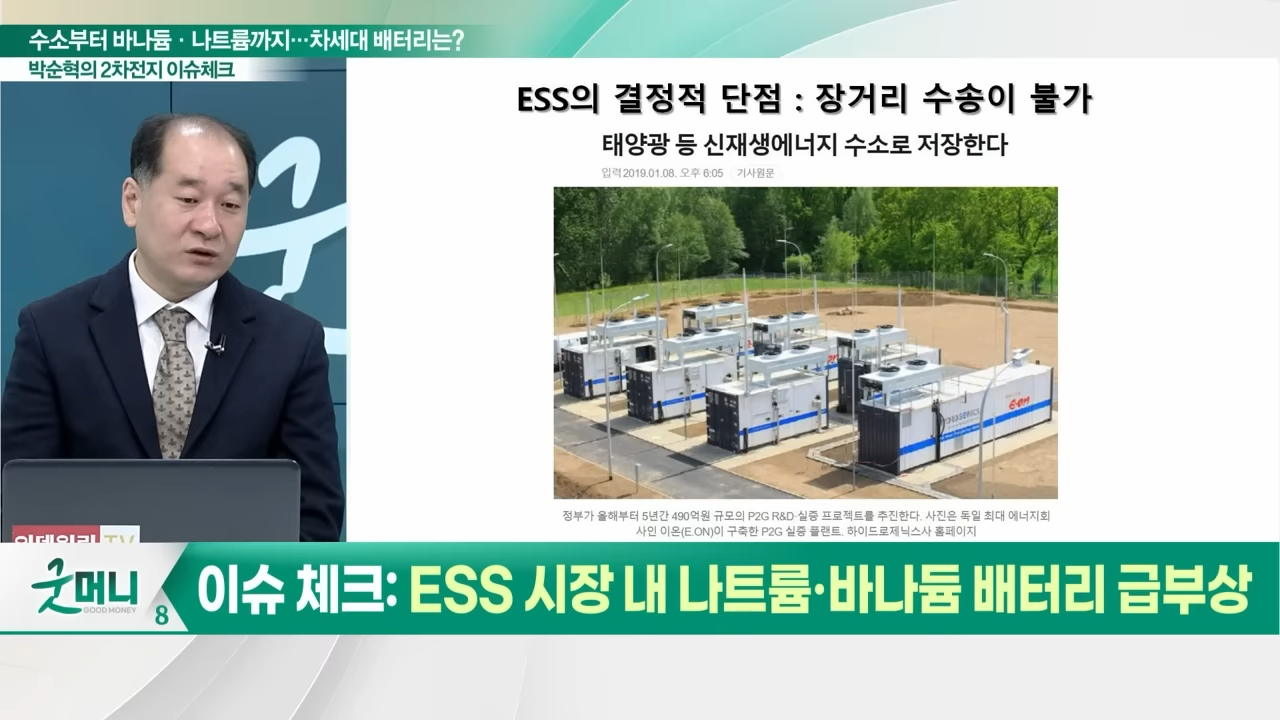 수소부터 바나듐 · 나트륨까…차세대 배터리는?
박순혁의 2차전지 이슈체크
ESS의 결정적 단점 : 장거리 수송이 불가
태양광 등 신재생에너지 수소로 저장한다
입력 2019.01.08. 오후 6:05 기사원문
e·on
정부가 올해부터 5년간 490억원 규모의 P2G R&D·실증 프로젝트를 추진한다. 사진은 독일 최대 에너지회
사인 이온(E.ON)이 구축한 P2G 실증 플랜트. 하이드로제닉스사 홈페이지
이데일리 TV
굿머니
GOOD MONEY
8
이슈 체크: ESS 시장 내 나트륨·바나듐 배터리 급부상